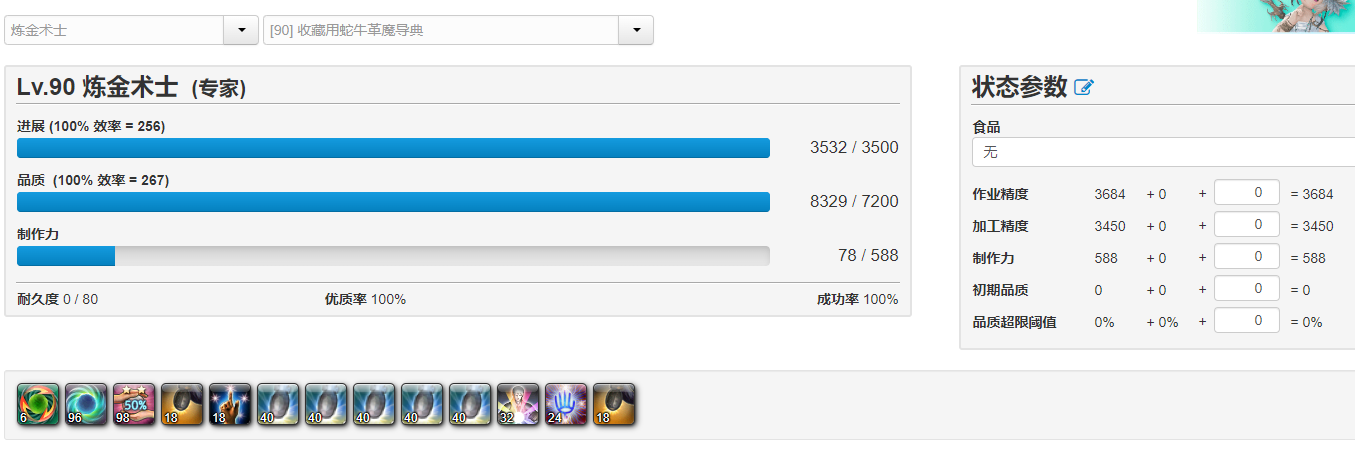 炼金术士
[90] 收藏用蛇牛革魔导典
Lv.90 炼金术士 (专家)
进展 (100% 效率 = 256)
3532 / 3500
品质 (100% 效率 = 267)
8329 / 7200
制作力
78 / 588
耐久度 0 / 80 优质率 100% 成功率 100%
状态参数
食品
无
作业精度 3684 + 0 + 0 = 3684
加工精度 3450 + 0 + 0 = 3450
制作力 588 + 0 + 0 = 588
初期品质 0 + 0 + 0 = 0
品质超限阈值 0% + 0% + 0 = 0%
6 96 50% 98 18 18 40 40 40 40 40 32 24 18